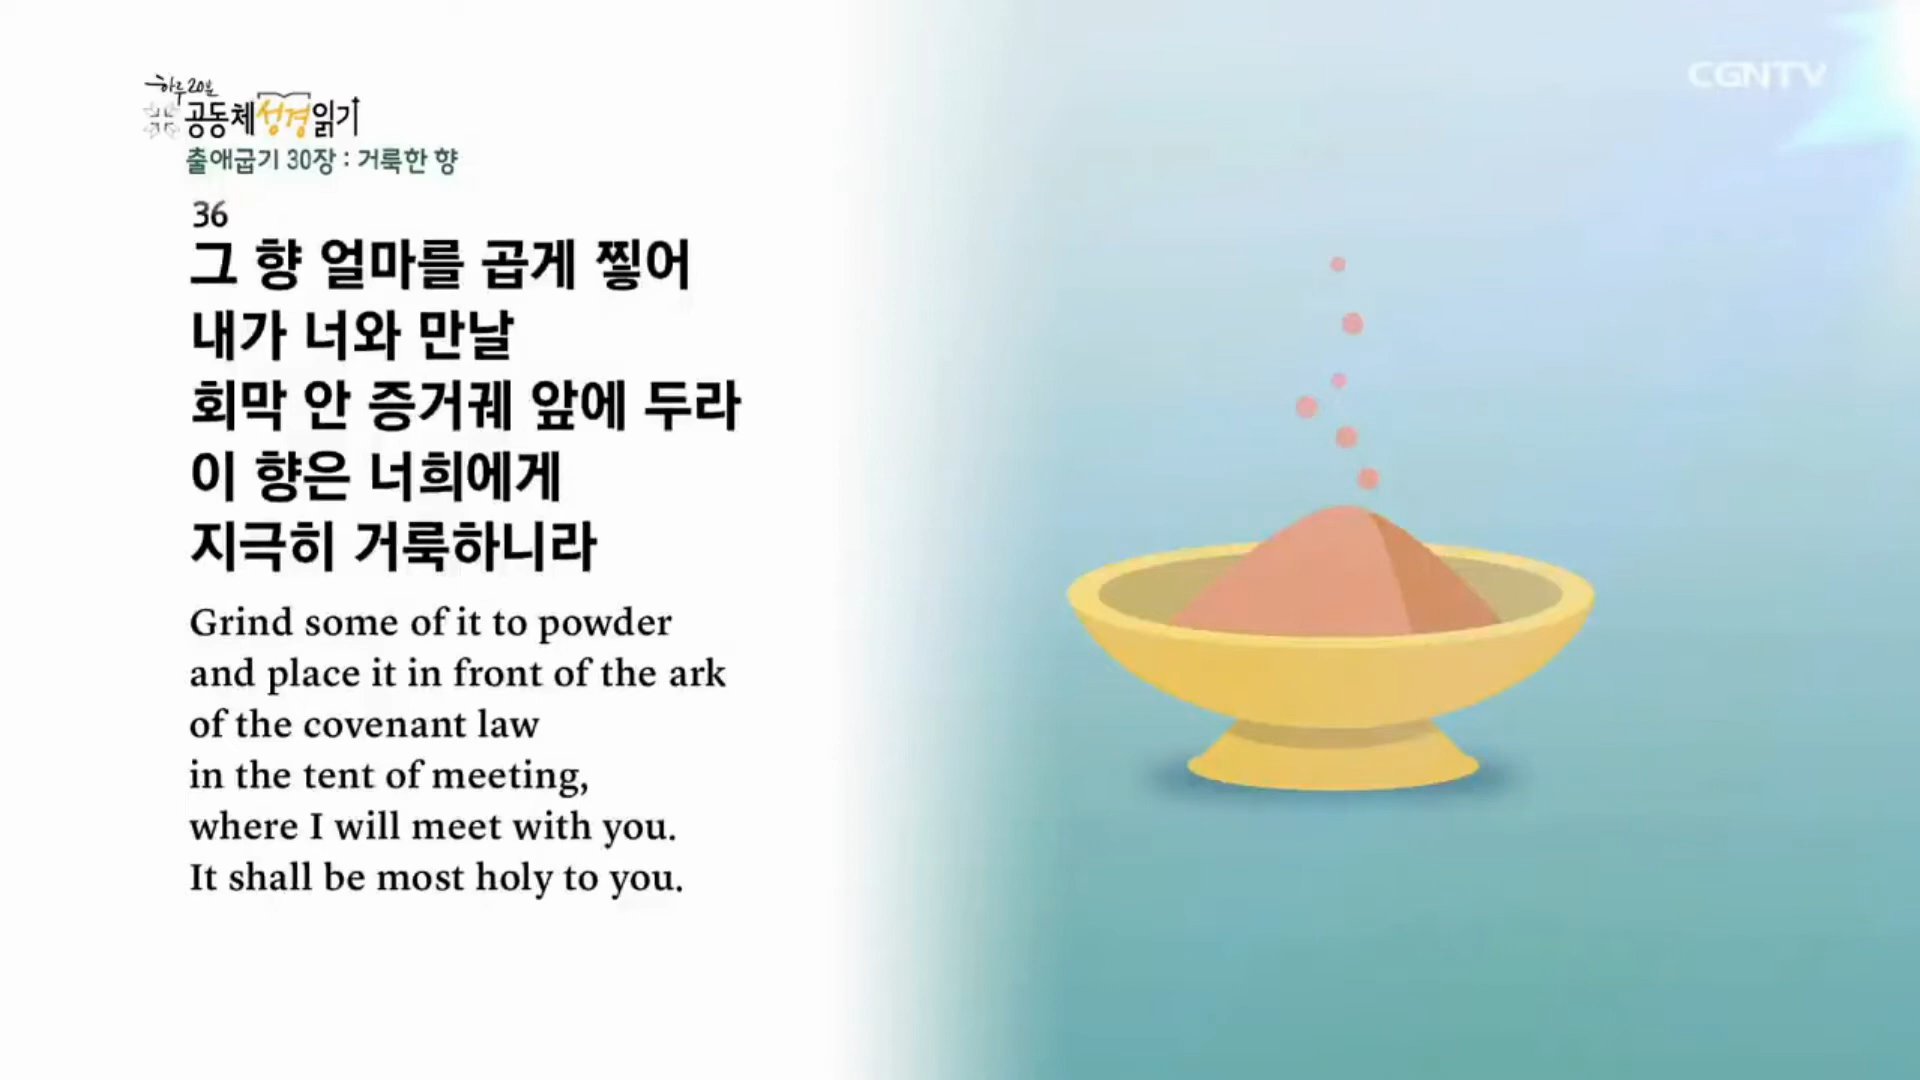 하루 20분
공동체성경읽기
CGNTV
출애굽기 30장 : 거룩한 향
36
그 향 얼마를 곱게 찧어
내가 너와 만날
회막 안 증거궤 앞에 두라
이 향은 너희에게
지극히 거룩하니라
Grind some of it to powder
and place it in front of the ark
of the covenant law
in the tent of meeting,
where I will meet with you.
It shall be most holy to you.